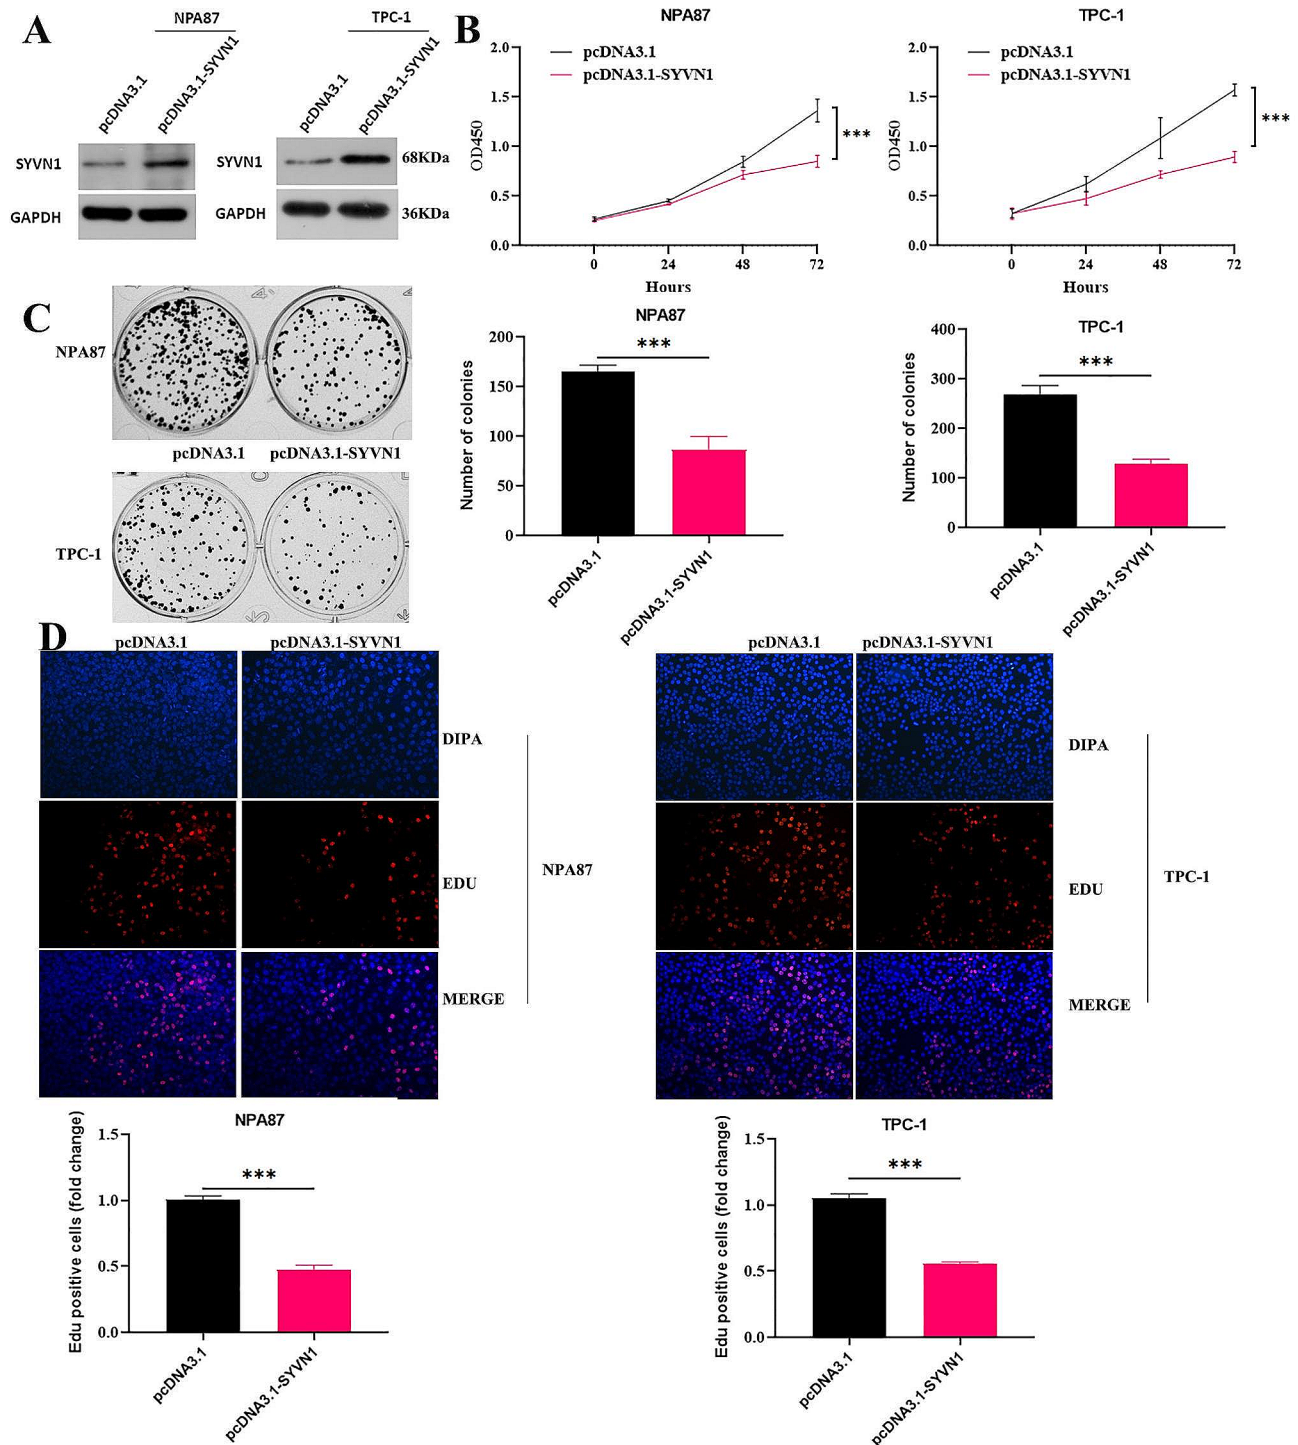 A
NPA87
pcDNA3.1
pcDNA3.1-SYVN1
SYVN1
GAPDH
TPC-1
pcDNA3.1
pcDNA3.1-SYVN1
SYVN1
68KDa
GAPDH
36KDa
B
NPA87
pcDNA3.1
pcDNA3.1-SYVN1
2.0
1.5
1.0
0.5
0.0
OD450
***
0 24 48 72
Hours
TPC-1
pcDNA3.1
pcDNA3.1-SYVN1
2.0
1.5
1.0
0.5
0.0
OD450
***
0 24 48 72
Hours
C
NPA87
pcDNA3.1 pcDNA3.1-SYVN1
TPC-1
NPA87
200
150
100
50
0
Number of colonies
***
pcDNA3.1
pcDNA3.1-SYVN1
TPC-1
400
300
200
100
0
Number of colonies
***
pcDNA3.1
pcDNA3.1-SYVN1
D
pcDNA3.1 pcDNA3.1-SYVN1
DIPA
EDU
MERGE
NPA87
pcDNA3.1 pcDNA3.1-SYVN1
DIPA
EDU
MERGE
TPC-1
NPA87
1.5
1.0
0.5
0.0
Edu positive cells (fold change)
***
pcDNA3.1
pcDNA3.1-SYVN1
TPC-1
1.5
1.0
0.5
0.0
Edu positive cells (fold change)
***
pcDNA3.1
pcDNA3.1-SYVN1